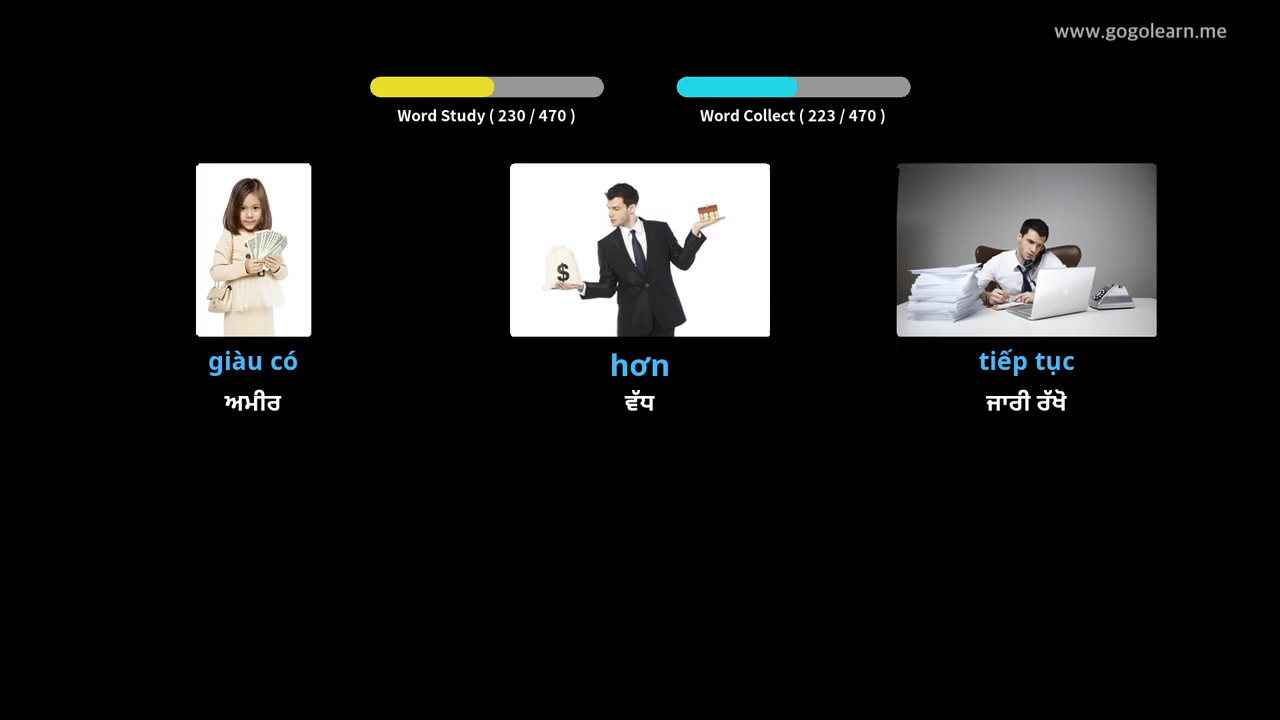 www.gogolearn.me
Word Study ( 230 / 470 )
Word Collect ( 223 / 470 )
$
giàu có
hơn
tiếp tục
ਅਮੀਰ
ਵੱਧ
ਜਾਰੀ ਰੱਖੋ